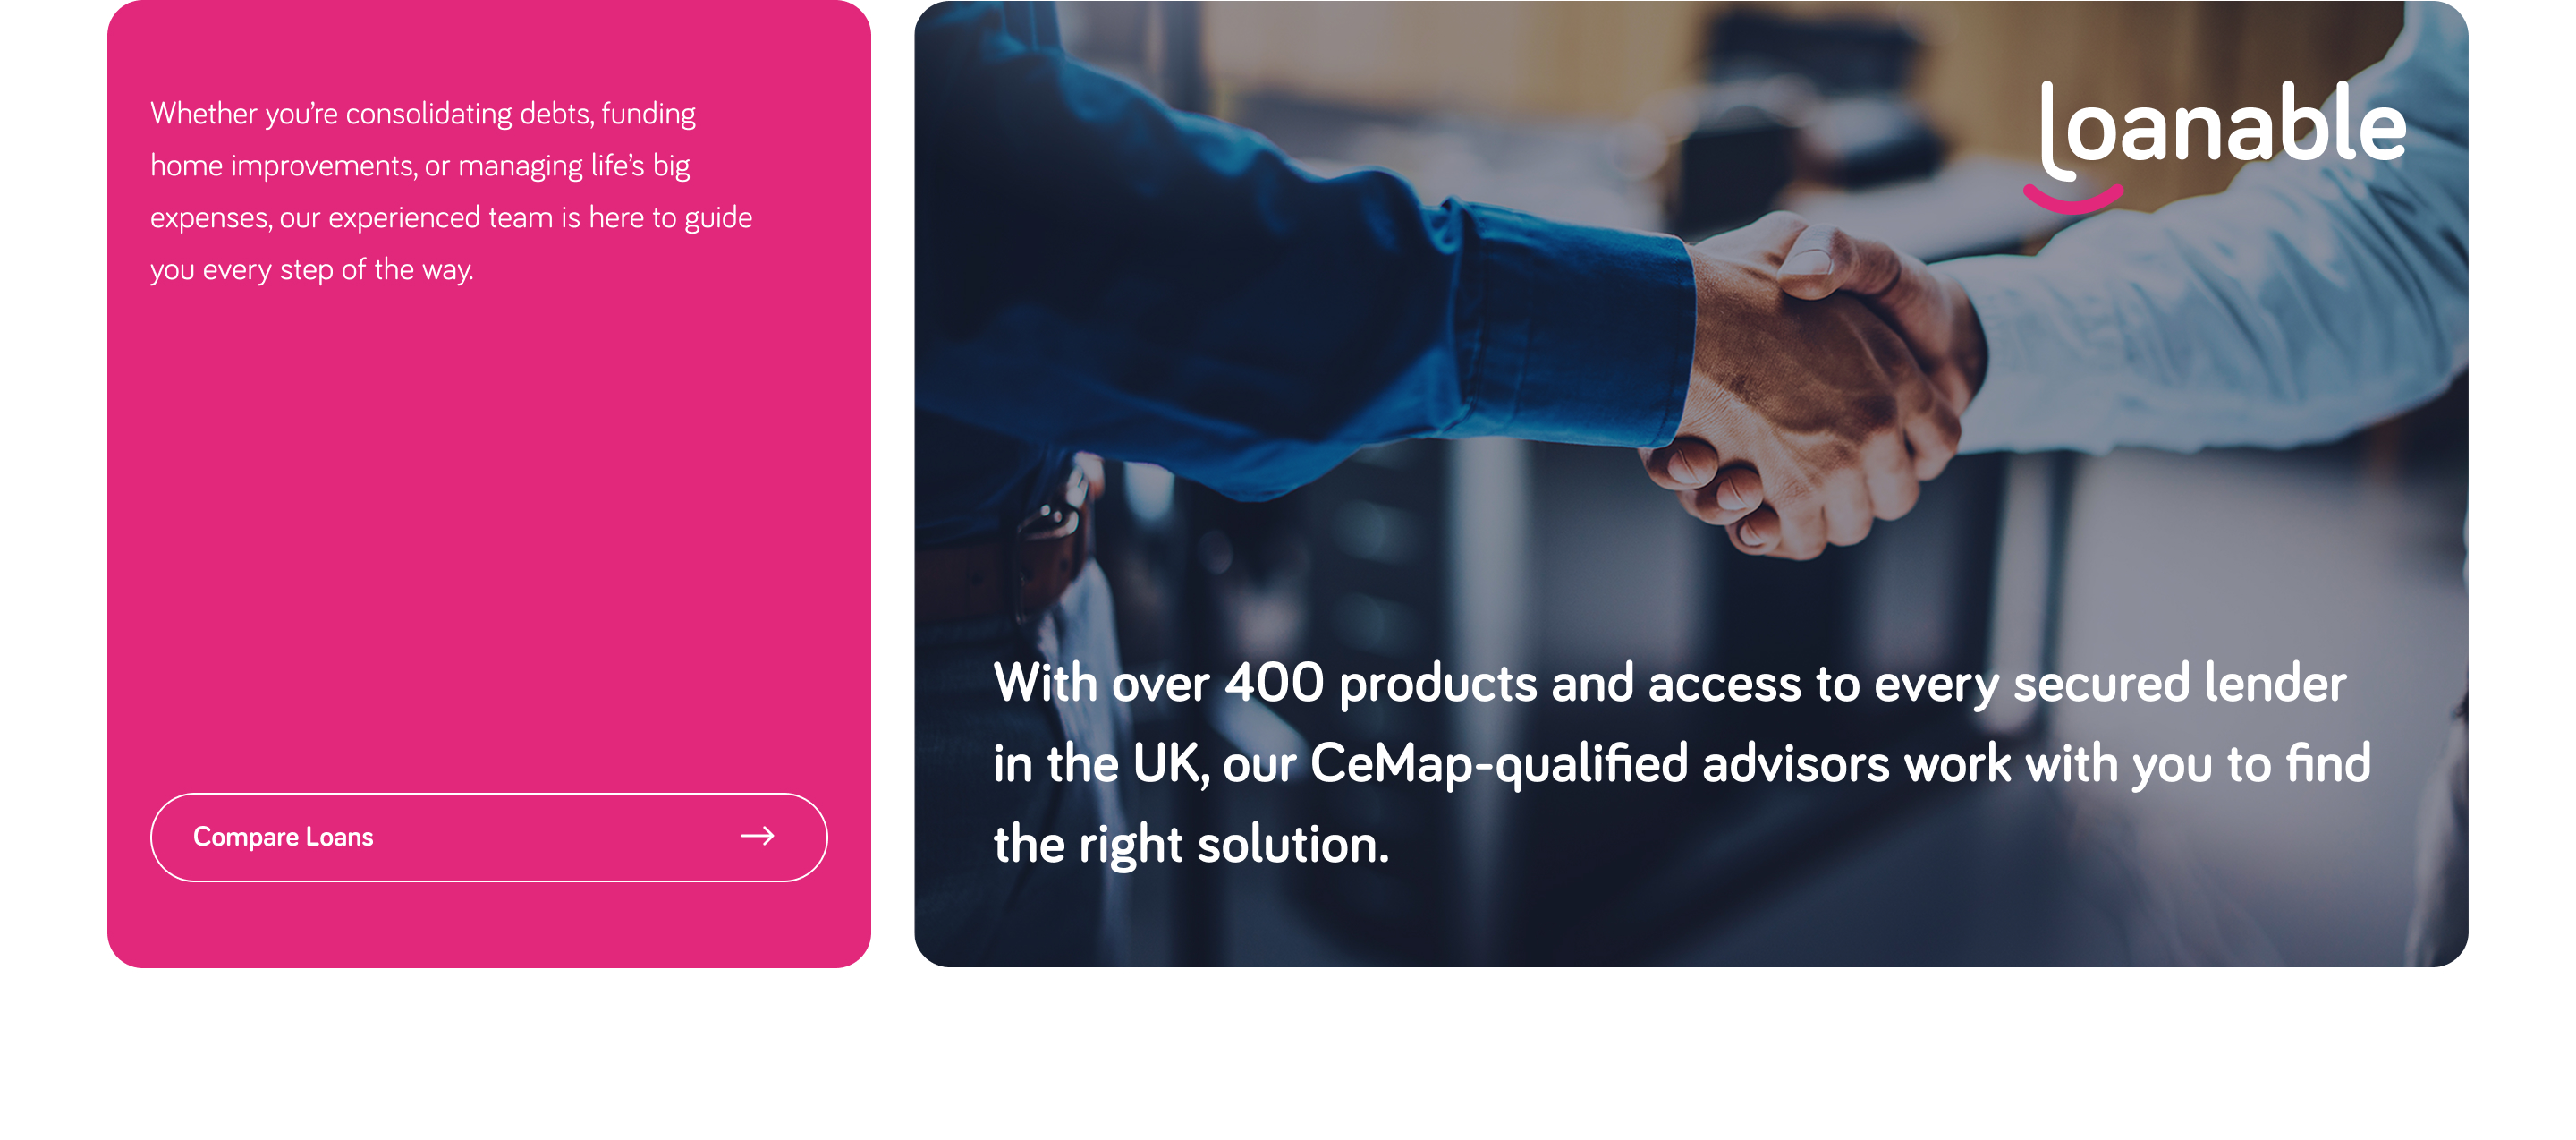 Whether you’re consolidating debts, funding
home improvements, or managing life’s big
expenses, our experienced team is here to guide
you every step of the way.
Compare Loans
loanable
With over 400 products and access to every secured lender
in the UK, our CeMap-qualified advisors work with you to find
the right solution.